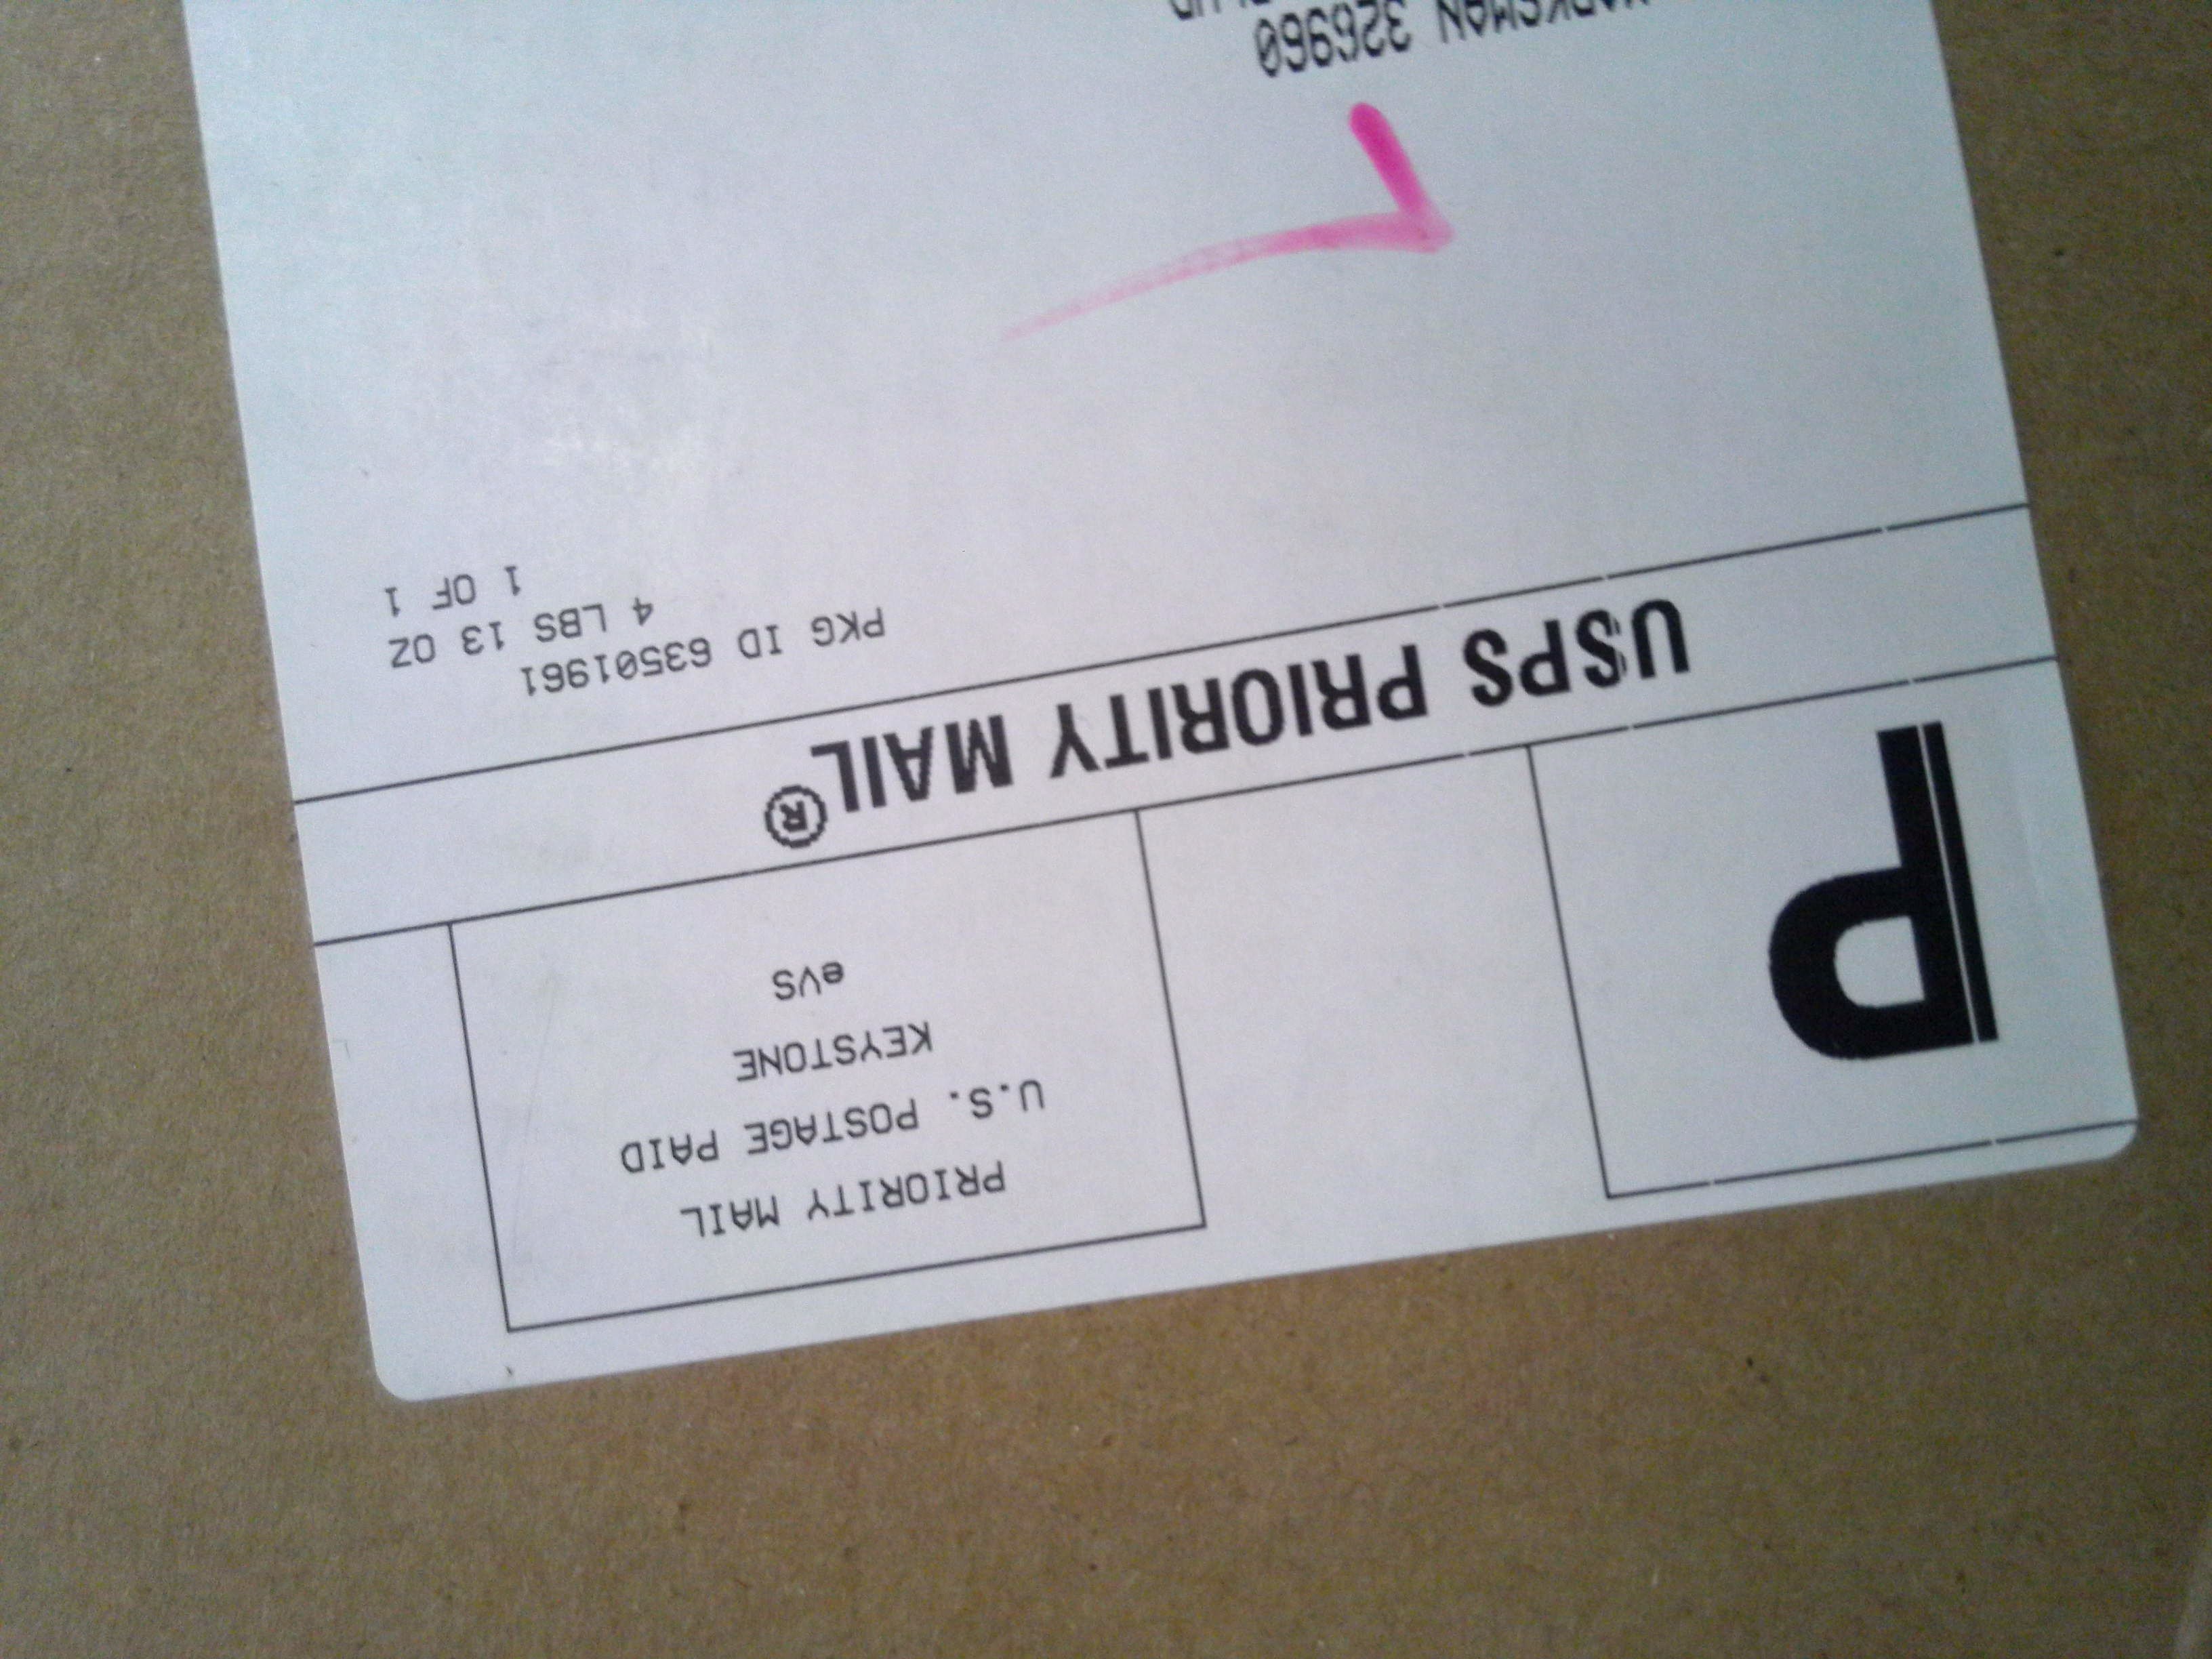 P
PRIORITY MAIL
U.S. POSTAGE PAID
KEYSTONE
eVS
USPS PRIORITY MAIL®
PKG ID 63501961
4 LBS 13 OZ
1 OF 1
326960